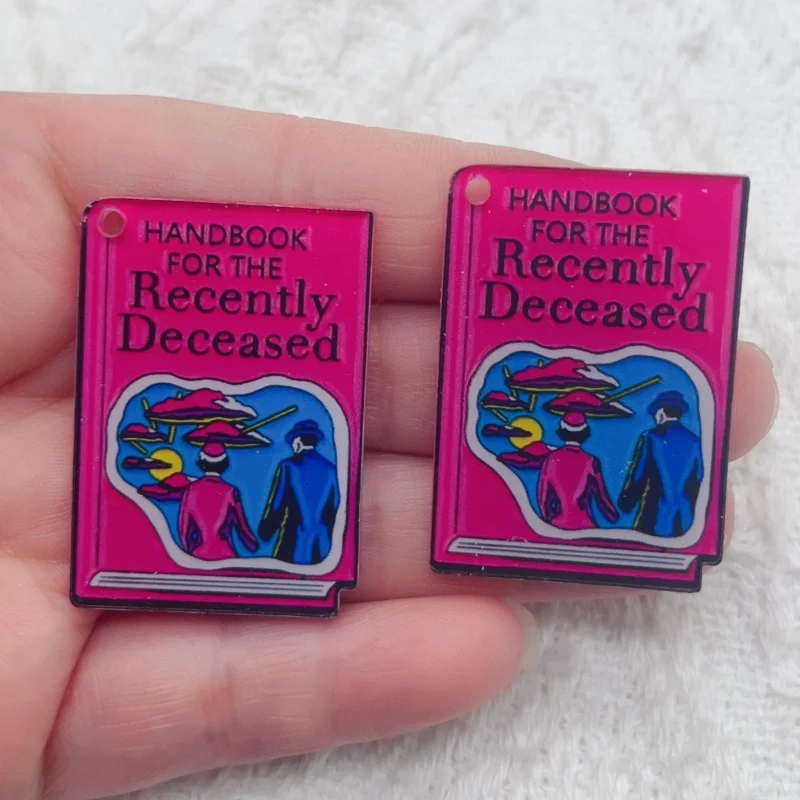 HANDBOOK
FOR THE
Recently
Deceased
HANDBOOK
FOR THE
Recently
Deceased